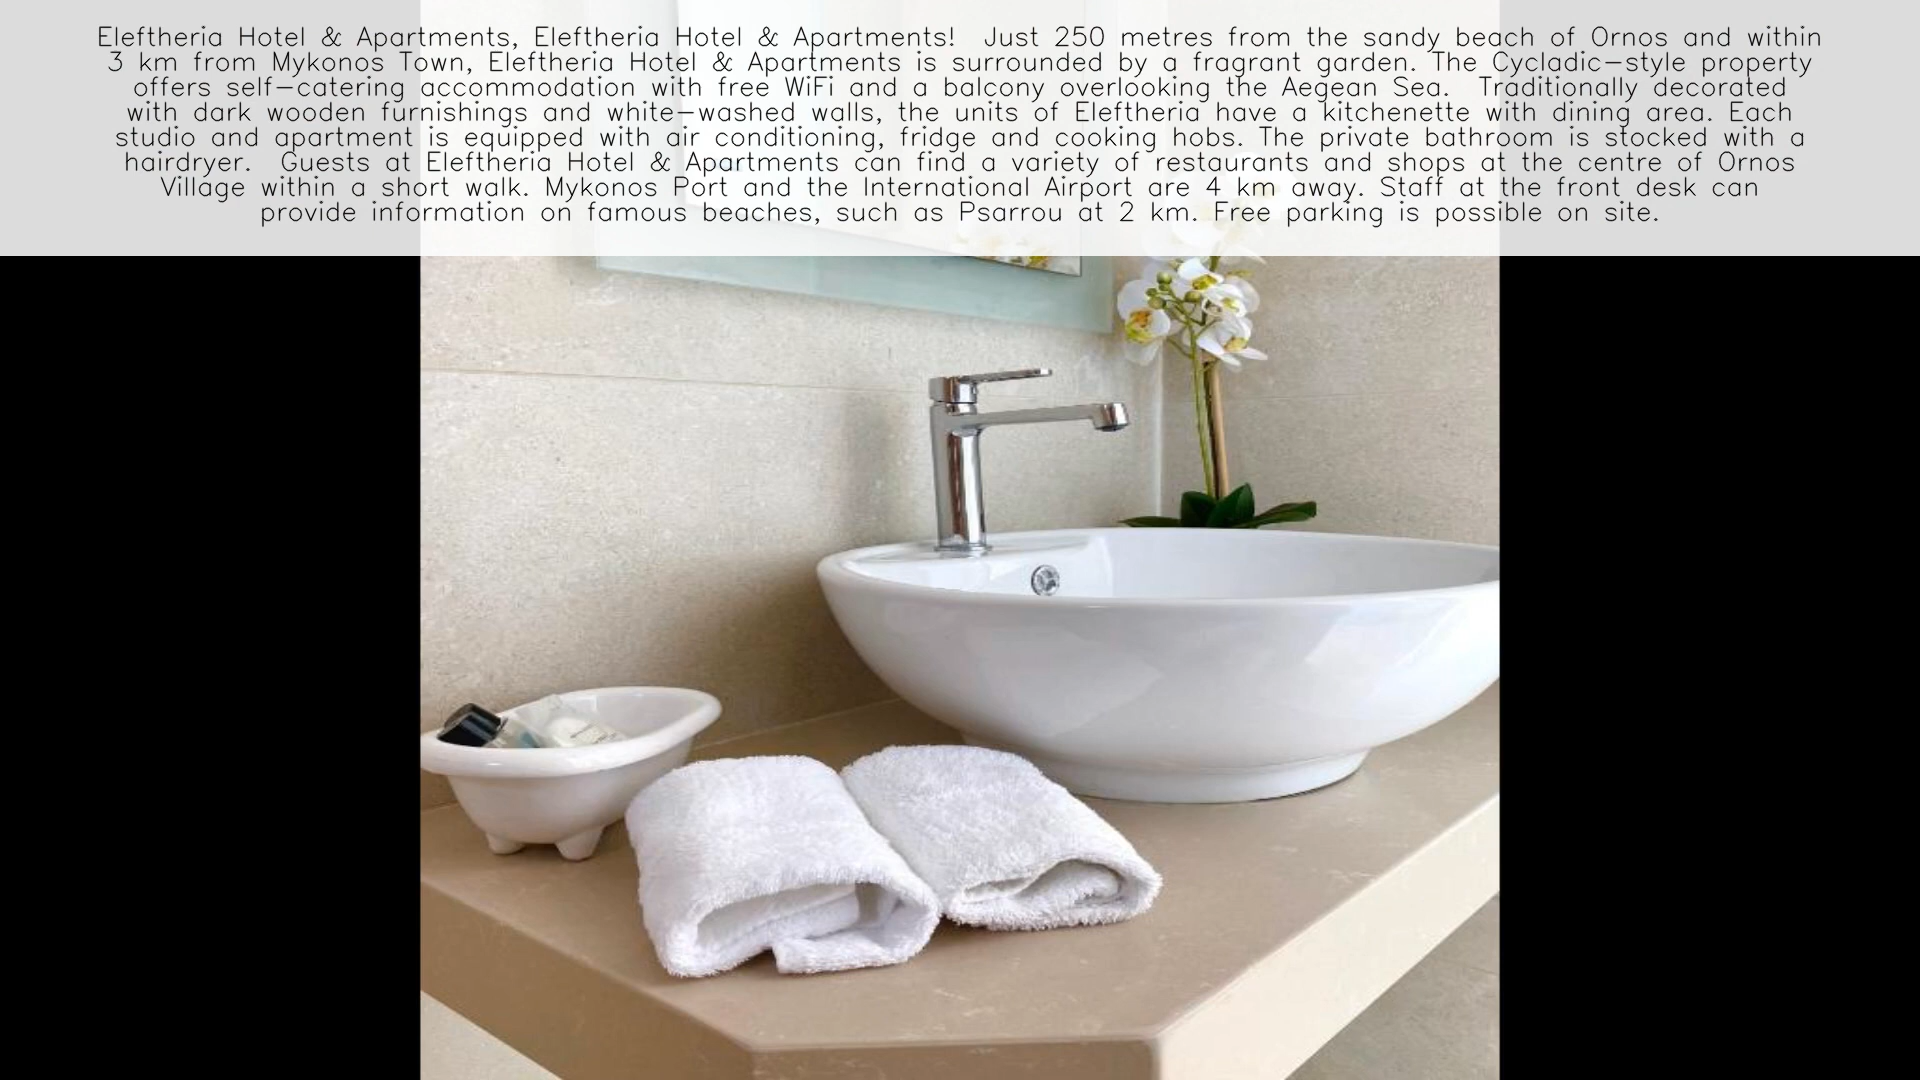 Eleftheria Hotel & Apartments, Eleftheria Hotel & Apartments!  Just 250 metres from the sandy beach of Ornos and within
3 km from Mykonos Town, Eleftheria Hotel & Apartments is surrounded by a fragrant garden. The Cycladic-style property
offers self-catering accommodation with free WiFi and a balcony overlooking the Aegean Sea.  Traditionally decorated
with dark wooden furnishings and white-washed walls, the units of Eleftheria have a kitchenette with dining area. Each
studio and apartment is equipped with air conditioning, fridge and cooking hobs. The private bathroom is stocked with a
hairdryer.  Guests at Eleftheria Hotel & Apartments can find a variety of restaurants and shops at the centre of Ornos
Village within a short walk. Mykonos Port and the International Airport are 4 km away. Staff at the front desk can
provide information on famous beaches, such as Psarrou at 2 km. Free parking is possible on site.